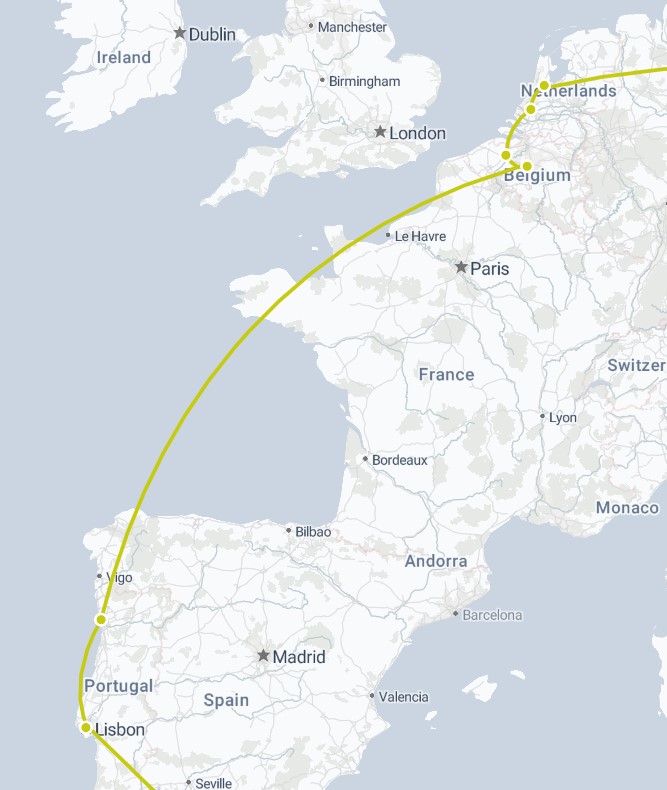 Dublin
Manchester
Ireland
Birmingham
Netherlands
London
Belgium
Le Havre
Paris
France
Switzer
Lyon
Bordeaux
Monaco
Bilbao
Andorra
Vigo
Barcelona
Madrid
Portugal
Spain
Valencia
Lisbon
Seville